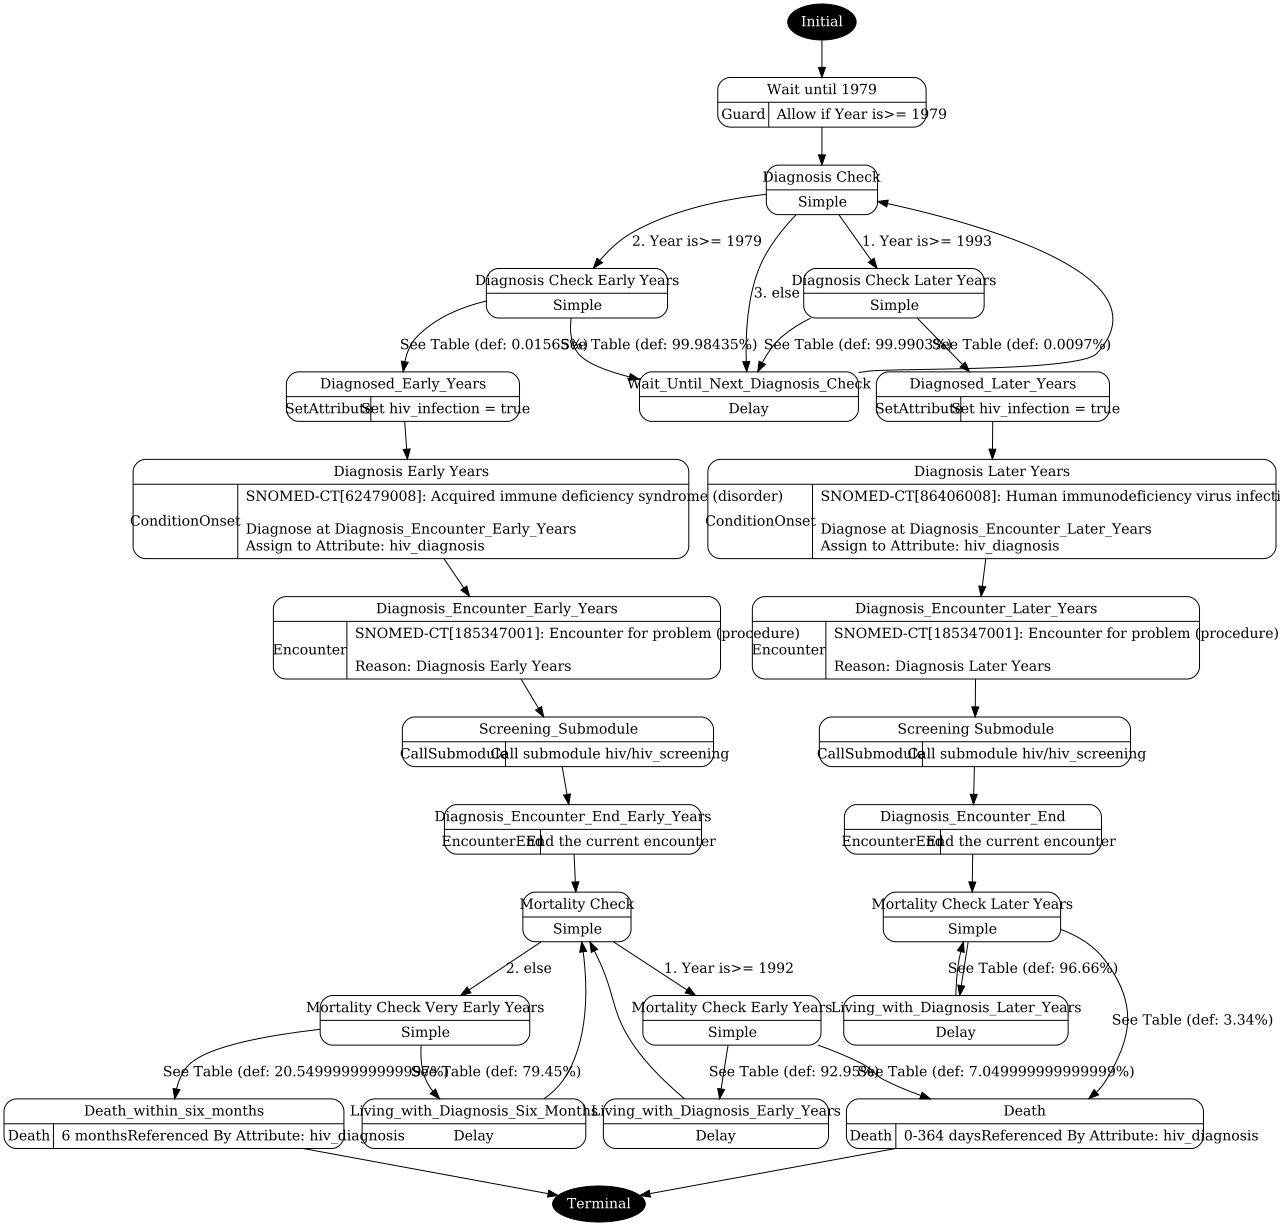 Initial
Wait until 1979
Guard
Allow if Year is>= 1979
Diagnosis Check
Simple
2. Year is>= 1979
1. Year is>= 1993
Diagnosis Check Early Years
Simple
3. else
Diagnosis Check Later Years
Simple
See Table (def: 0.01565%)
See Table (def: 99.98435%)
See Table (def: 99.9903%)
See Table (def: 0.0097%)
Diagnosed_Early_Years
SetAttribute
Set hiv_infection = true
Wait_Until_Next_Diagnosis_Check
Delay
Diagnosed_Later_Years
SetAttribute
Set hiv_infection = true
Diagnosis Early Years
ConditionOnset
SNOMED-CT[62479008]: Acquired immune deficiency syndrome (disorder)
Diagnose at Diagnosis_Encounter_Early_Years
Assign to Attribute: hiv_diagnosis
Diagnosis Later Years
ConditionOnset
SNOMED-CT[86406008]: Human immunodeficiency virus infecti
Diagnose at Diagnosis_Encounter_Later_Years
Assign to Attribute: hiv_diagnosis
Diagnosis_Encounter_Early_Years
Encounter
SNOMED-CT[185347001]: Encounter for problem (procedure)
Reason: Diagnosis Early Years
Diagnosis_Encounter_Later_Years
Encounter
SNOMED-CT[185347001]: Encounter for problem (procedure)
Reason: Diagnosis Later Years
Screening_Submodule
CallSubmodule
Call submodule hiv/hiv_screening
Screening Submodule
CallSubmodule
Call submodule hiv/hiv_screening
Diagnosis_Encounter_End_Early_Years
EncounterEnd
End the current encounter
Diagnosis_Encounter_End
EncounterEnd
End the current encounter
Mortality Check
Simple
Mortality Check Later Years
Simple
2. else
1. Year is>= 1992
See Table (def: 96.66%)
Mortality Check Very Early Years
Simple
Mortality Check Early Years
Simple
Living_with_Diagnosis_Later_Years
Delay
See Table (def: 3.34%)
See Table (def: 20.549999999999997%)
See Table (def: 79.45%)
See Table (def: 92.95%)
See Table (def: 7.049999999999999%)
Death_within_six_months
Death
6 monthsReferenced By Attribute: hiv_diagnosis
Living_with_Diagnosis_Six_Months
Delay
Living_with_Diagnosis_Early_Years
Delay
Death
Death
0-364 daysReferenced By Attribute: hiv_diagnosis
Terminal